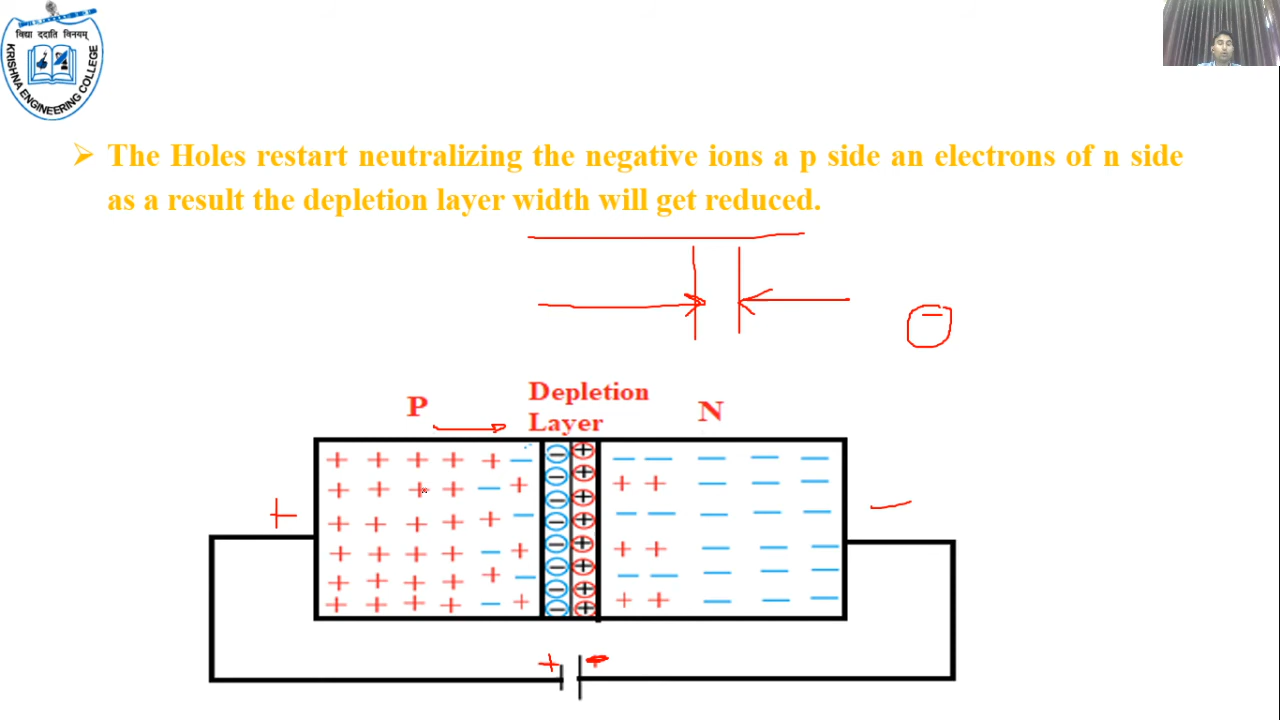 विद्या ददाति विनयम्
KRISHNA ENGINEERING COLLEGE
The Holes restart neutralizing the negative ions a p side an electrons of n side
as a result the depletion layer width will get reduced.
P
Depletion
Layer
N